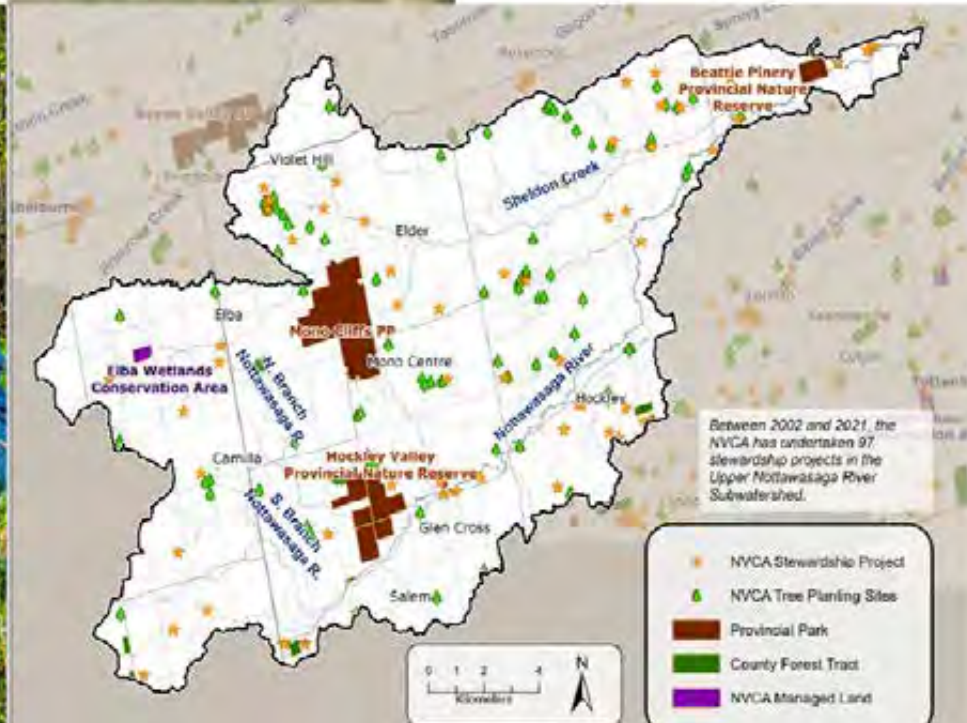 Beattie Pinery
Provincial Nature
Reserve
Violet Hill
Sheldon Creek
Elder
Elba
Mono Cliffs PP
Mono Centre
Elba Wetlands
Conservation Area
N. Branch
Nottawasaga R.
Nottawasaga River
Hockley
Camilla
Hockley Valley
Provincial Nature Reserve
S. Branch
Nottawasaga R.
Glen Cross
Salem
Between 2002 and 2021, the
NVCA has undertaken 97
stewardship projects in the
Upper Nottawasaga River
Subwatershed.
NVCA Stewardship Project
NVCA Tree Planting Sites
Provincial Park
County Forest Tract
NVCA Managed Land
0 1 2 4
Kilometers
N